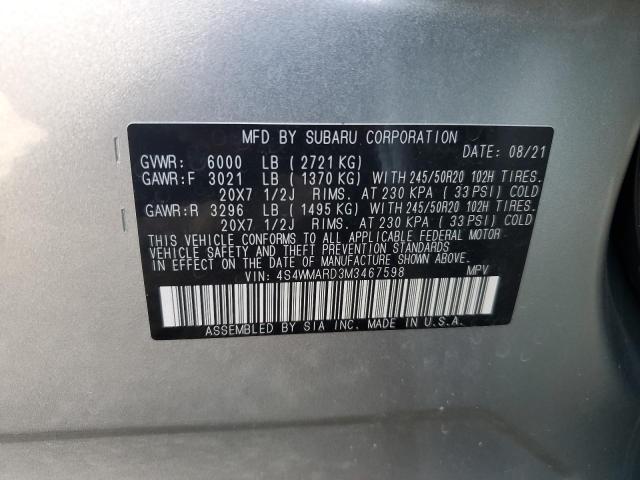 MFD BY SUBARU CORPORATION
DATE: 08/21
GVWR: 6000 LB (2721 KG)
GAWR:F 3021 LB (1370 KG) WITH 245/50R20 102H TIRES.
20X7 1/2J RIMS. AT 230 KPA (33 PSI) COLD
GAWR:R 3296 LB (1495 KG) WITH 245/50R20 102H TIRES.
20X7 1/2J RIMS. AT 230 KPA (33 PSI) COLD
THIS VEHICLE CONFORMS TO ALL APPLICABLE FEDERAL MOTOR
VEHICLE SAFETY AND THEFT PREVENTION STANDARDS IN
EFFECT ON THE DATE OF MANUFACTURE SHOWN ABOVE.
VIN: 4S4WMARD3M3467598 MPV
ASSEMBLED BY SIA INC. MADE IN U.S.A.